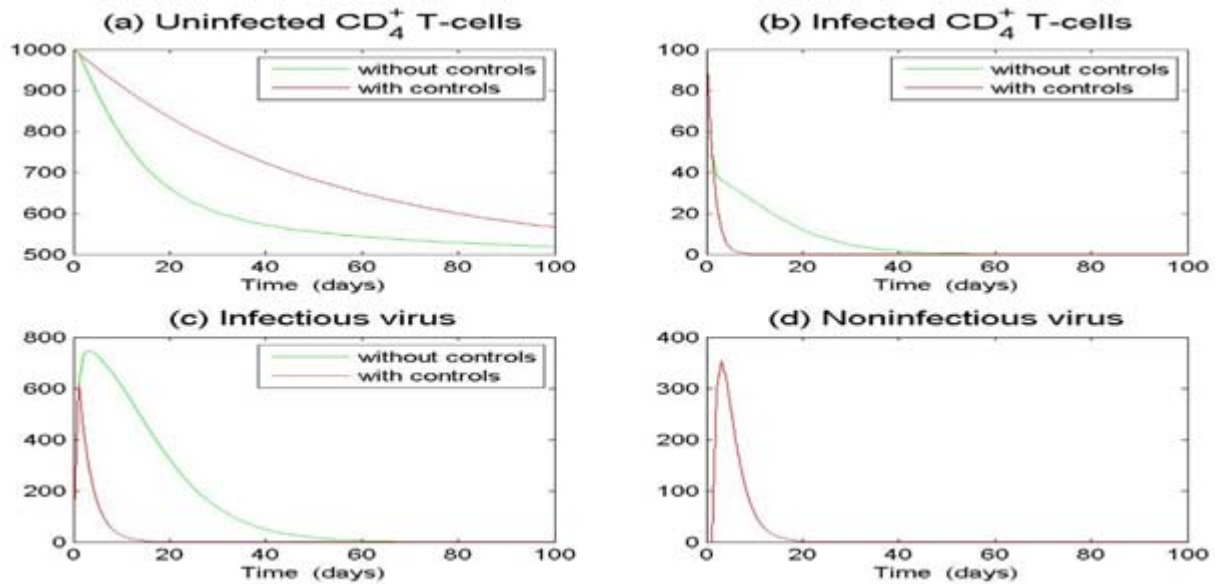 (a) Uninfected CD4+ T-cells
1000
900
800
700
600
500
without controls
with controls
0 20 40 60 80 100
Time (days)
(b) Infected CD4+ T-cells
100
80
60
40
20
0
without controls
with controls
0 20 40 60 80 100
Time (days)
(c) Infectious virus
800
600
400
200
0
without controls
with controls
0 20 40 60 80 100
Time (days)
(d) Noninfectious virus
400
300
200
100
0
0 20 40 60 80 100
Time (days)